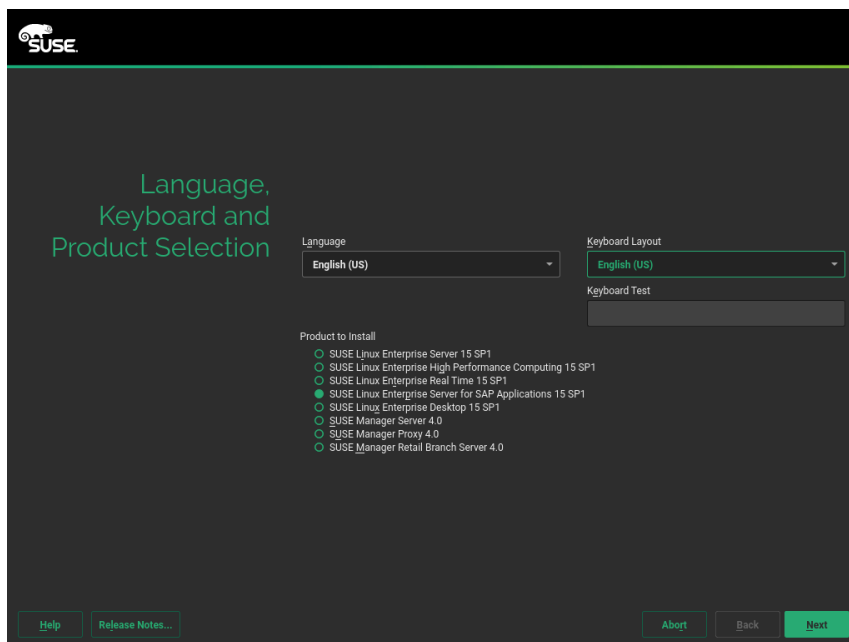 SUSE.
Language,
Keyboard and
Product Selection
Language
Keyboard Layout
English (US)
English (US)
Keyboard Test
Product to Install
SUSE Linux Enterprise Server 15 SP1
SUSE Linux Enterprise High Performance Computing 15 SP1
SUSE Linux Enterprise Real Time 15 SP1
SUSE Linux Enterprise Server for SAP Applications 15 SP1
SUSE Linux Enterprise Desktop 15 SP1
SUSE Manager Server 4.0
SUSE Manager Proxy 4.0
SUSE Manager Retail Branch Server 4.0
Help
Release Notes...
Abort
Back
Next